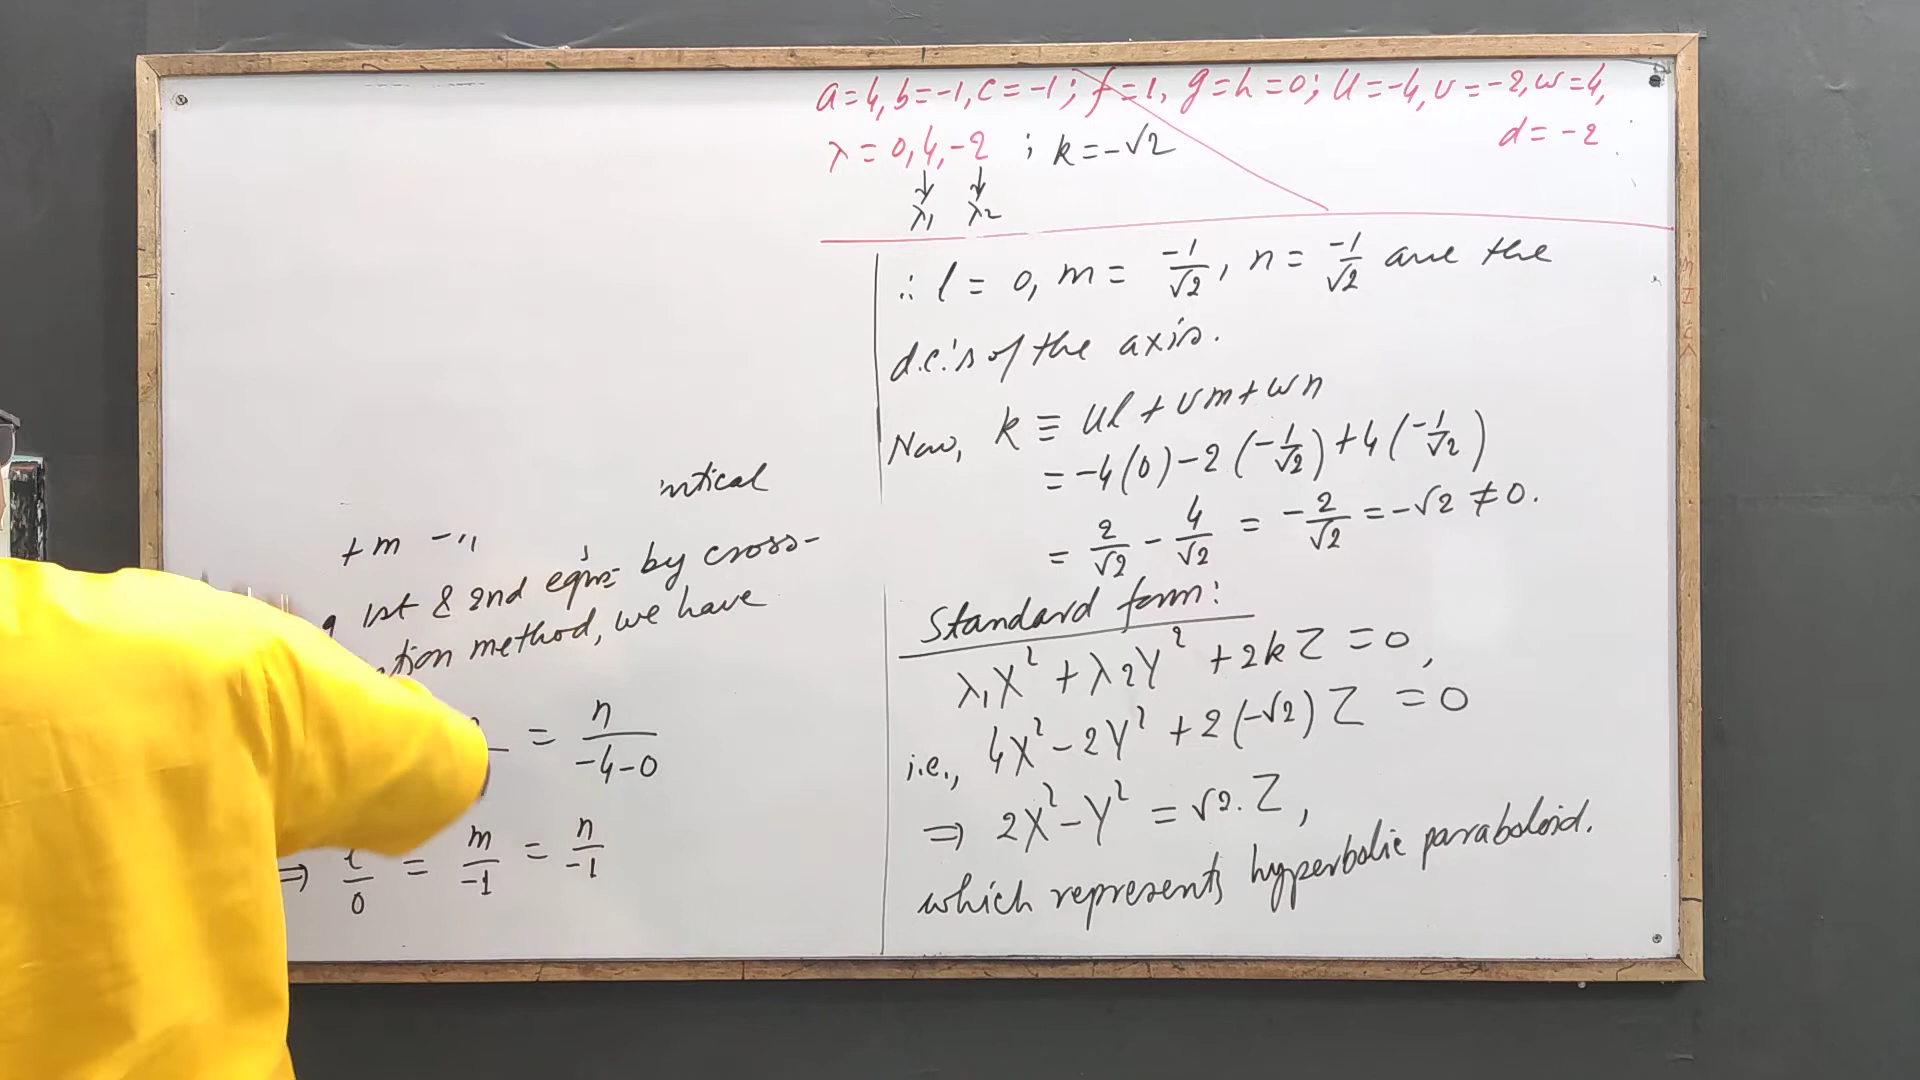 a=4, b=-1, c=-1; f=1, g=h=0; u=-4, v=-2, w=4,
d=-2
λ=0,4,-2 ; k=-√2
↓ ↓
λ₁ λ₂
ntical
+m
1st & 2nd eqns by cross-
tion method, we have
= n/(-4-0)
⇒ l/0 = m/-1 = n/-1
∴ l = 0, m = -1/√2, n = -1/√2 are the
d.c.'s of the axis.
Now, k ≡ ul+vm+wn
= -4(0)-2(-1/√2)+4(-1/√2)
= 2/√2 - 4/√2 = -2/√2 = -√2 ≠ 0.
Standard form:
λ₁X² + λ₂Y² + 2kZ = 0,
i.e., 4X² - 2Y² + 2(-√2)Z = 0
⇒ 2X² - Y² = √2.Z,
which represents hyperbolic paraboloid.